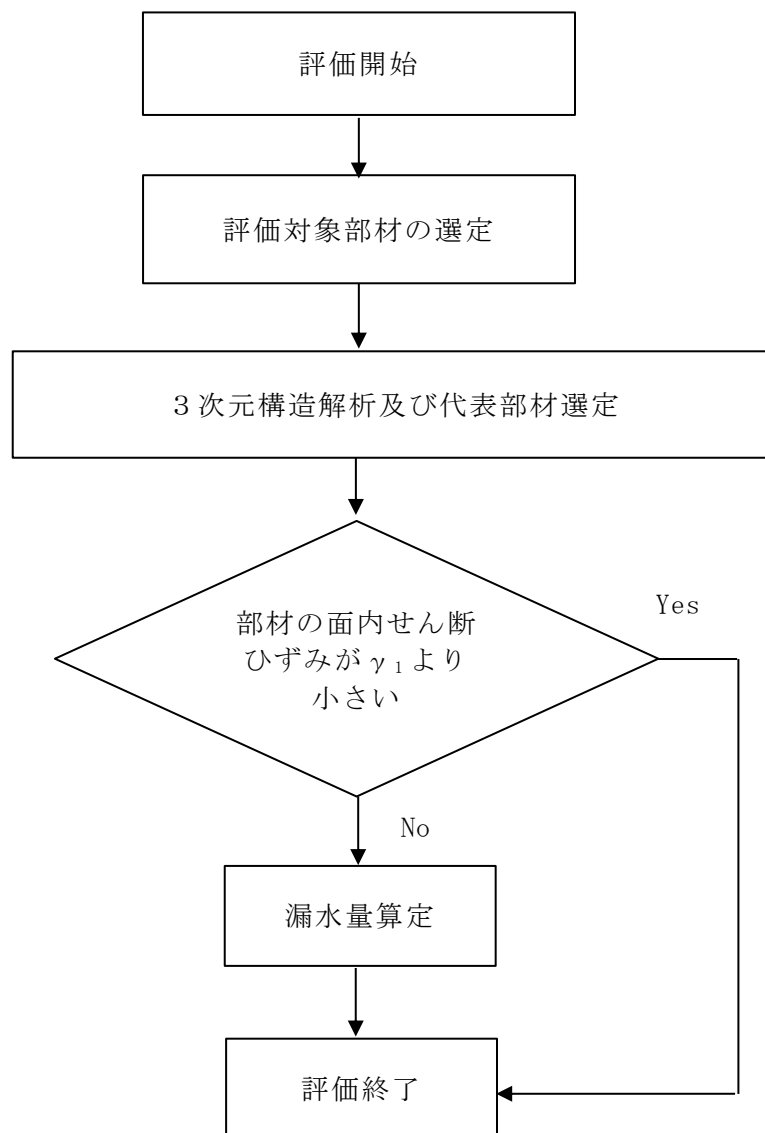 評価開始
評価対象部材の選定
３次元構造解析及び代表部材選定
部材の面内せん断
ひずみがγ₁より
小さい
Yes
No
漏水量算定
評価終了